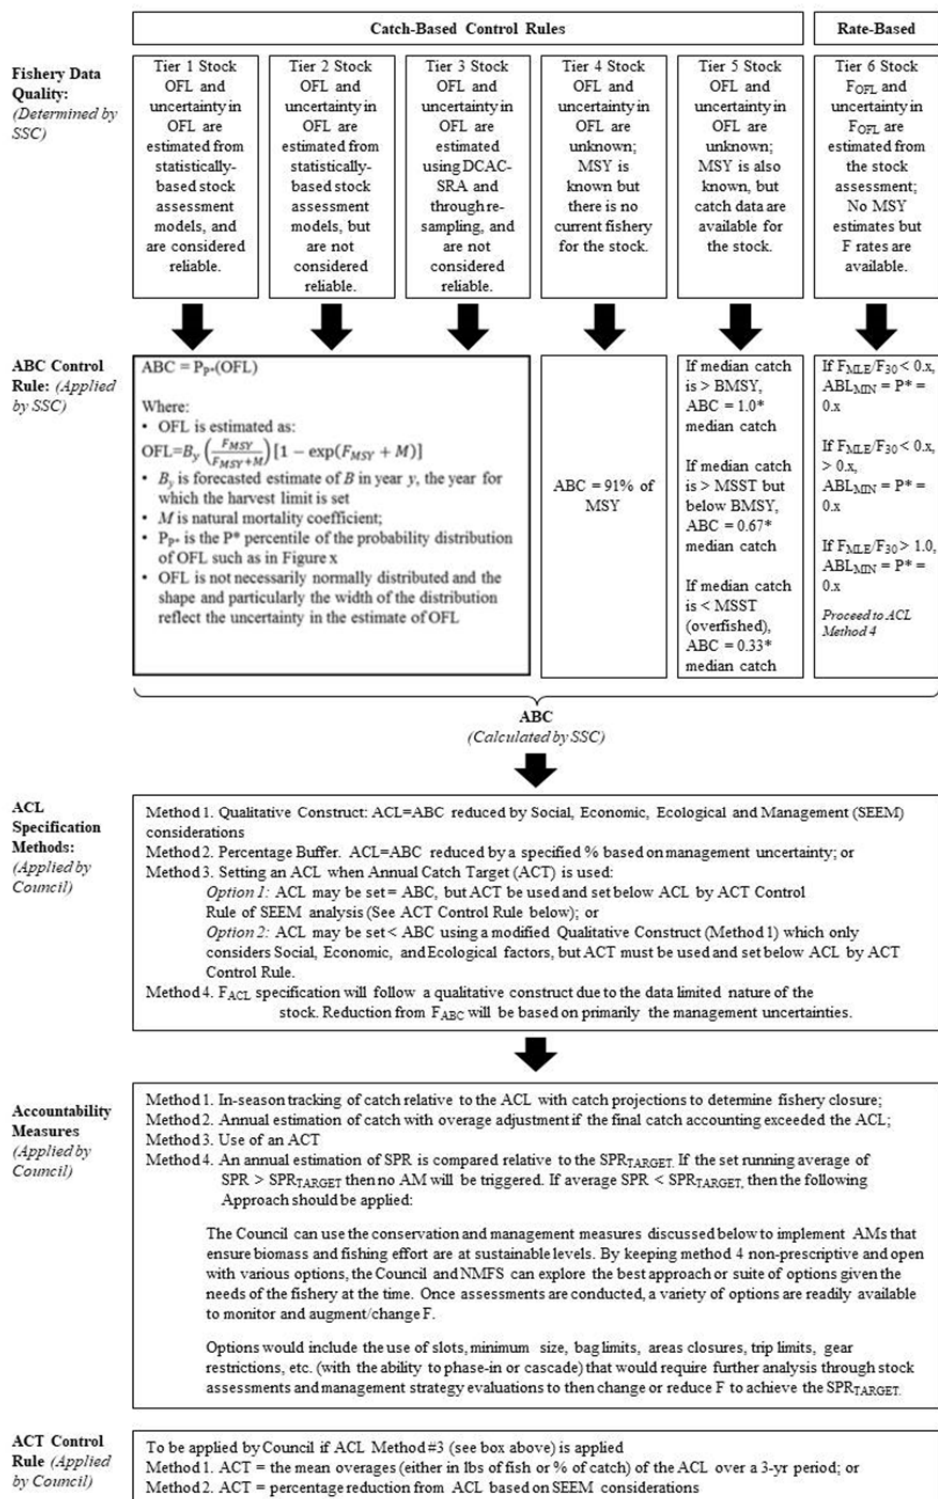 Catch-Based Control Rules
Rate-Based
Fishery Data
Quality:
(Determined by
SSC)
Tier 1 Stock
OFL and
uncertainty in
OFL are
estimated from
statistically-
based stock
assessment
models, and
are considered
reliable.
Tier 2 Stock
OFL and
uncertainty in
OFL are
estimated from
statistically-
based stock
assessment
models, but
are not
considered
reliable.
Tier 3 Stock
OFL and
uncertainty in
OFL are
estimated
using DCAC-
SRA and
through re-
sampling, and
are not
considered
reliable.
Tier 4 Stock
OFL and
uncertainty in
OFL are
unknown;
MSY is
known but
there is no
current fishery
for the stock.
Tier 5 Stock
OFL and
uncertainty in
OFL are
unknown;
MSY is also
known, but
catch data are
available for
the stock.
Tier 6 Stock
F_OFL and
uncertainty in
F_OFL are
estimated from
the stock
assessment;
No MSY
estimates but
F rates are
available.
ABC Control
Rule: (Applied
by SSC)
ABC = P_P*(OFL)
Where:
• OFL is estimated as:
OFL=B_y (F_MSY/F_MSY+M) [1 − exp(F_MSY + M)]
• B_y is forecasted estimate of B in year y, the year for
which the harvest limit is set
• M is natural mortality coefficient;
• P_P* is the P* percentile of the probability distribution
of OFL such as in Figure x
• OFL is not necessarily normally distributed and the
shape and particularly the width of the distribution
reflect the uncertainty in the estimate of OFL
ABC = 91% of
MSY
If median catch
is > BMSY,
ABC = 1.0*
median catch
If median catch
is > MSST but
below BMSY,
ABC = 0.67*
median catch
If median catch
is < MSST
(overfished),
ABC = 0.33*
median catch
If F_MLE/F_30 < 0.x,
ABL_MIN = P* =
0.x
If F_MLE/F_30 < 0.x,
> 0.x,
ABL_MIN = P* =
0.x
If F_MLE/F_30 > 1.0,
ABL_MIN = P* =
0.x
Proceed to ACL
Method 4
ABC
(Calculated by SSC)
ACL
Specification
Methods:
(Applied by
Council)
Method 1. Qualitative Construct: ACL=ABC reduced by Social, Economic, Ecological and Management (SEEM)
considerations
Method 2. Percentage Buffer. ACL=ABC reduced by a specified % based on management uncertainty; or
Method 3. Setting an ACL when Annual Catch Target (ACT) is used:
Option 1: ACL may be set = ABC, but ACT be used and set below ACL by ACT Control
Rule of SEEM analysis (See ACT Control Rule below); or
Option 2: ACL may be set < ABC using a modified Qualitative Construct (Method 1) which only
considers Social, Economic, and Ecological factors, but ACT must be used and set below ACL by ACT
Control Rule.
Method 4. F_ACL specification will follow a qualitative construct due to the data limited nature of the
stock. Reduction from F_ABC will be based on primarily the management uncertainties.
Accountability
Measures
(Applied by
Council)
Method 1. In-season tracking of catch relative to the ACL with catch projections to determine fishery closure;
Method 2. Annual estimation of catch with overage adjustment if the final catch accounting exceeded the ACL;
Method 3. Use of an ACT
Method 4. An annual estimation of SPR is compared relative to the SPR_TARGET. If the set running average of
SPR > SPR_TARGET then no AM will be triggered. If average SPR < SPR_TARGET, then the following
Approach should be applied:
The Council can use the conservation and management measures discussed below to implement AMs that
ensure biomass and fishing effort are at sustainable levels. By keeping method 4 non-prescriptive and open
with various options, the Council and NMFS can explore the best approach or suite of options given the
needs of the fishery at the time. Once assessments are conducted, a variety of options are readily available
to monitor and augment/change F.
Options would include the use of slots, minimum size, bag limits, areas closures, trip limits, gear
restrictions, etc. (with the ability to phase-in or cascade) that would require further analysis through stock
assessments and management strategy evaluations to then change or reduce F to achieve the SPR_TARGET.
ACT Control
Rule (Applied
by Council)
To be applied by Council if ACL Method #3 (see box above) is applied
Method 1. ACT = the mean overages (either in lbs of fish or % of catch) of the ACL over a 3-yr period; or
Method 2. ACT = percentage reduction from ACL based on SEEM considerations